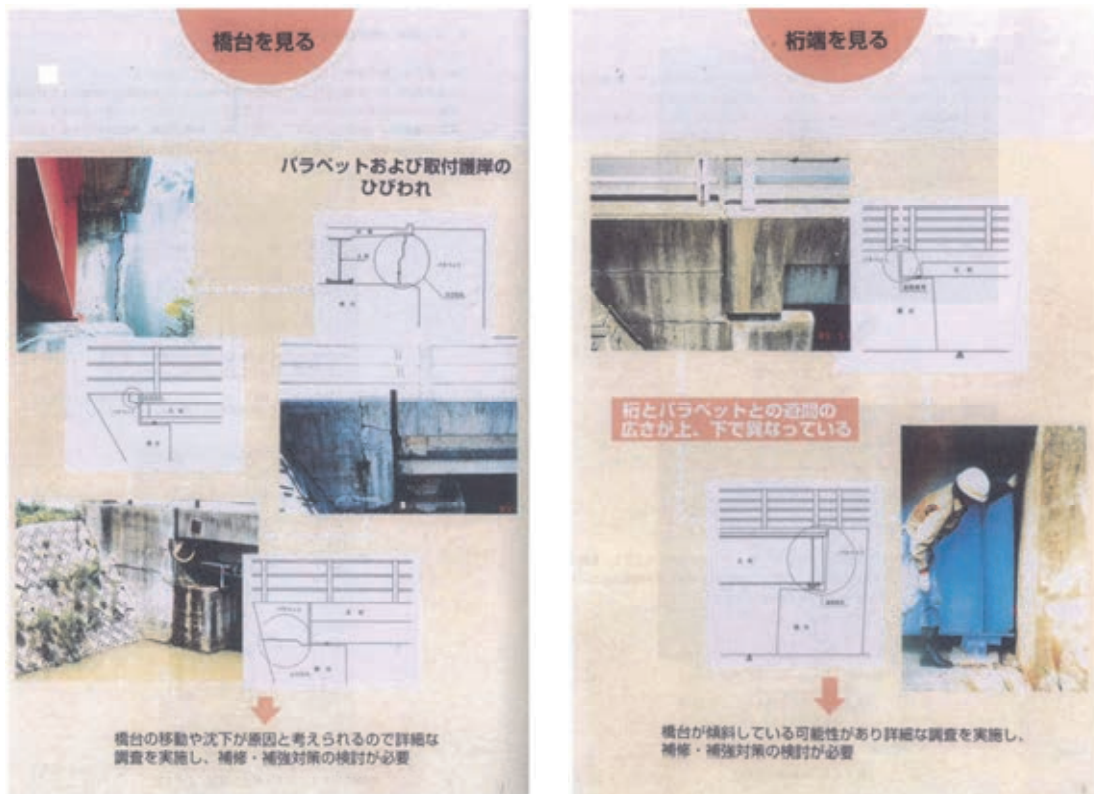 橋台を見る
パラペットおよび取付護岸の
ひびわれ
橋台の移動や沈下が原因と考えられるので詳細な
調査を実施し、補修・補強対策の検討が必要
桁端を見る
桁とパラペットとの遊間の
広さが上、下で異なっている
橋台が傾斜している可能性があり詳細な調査を実施し、
補修・補強対策の検討が必要